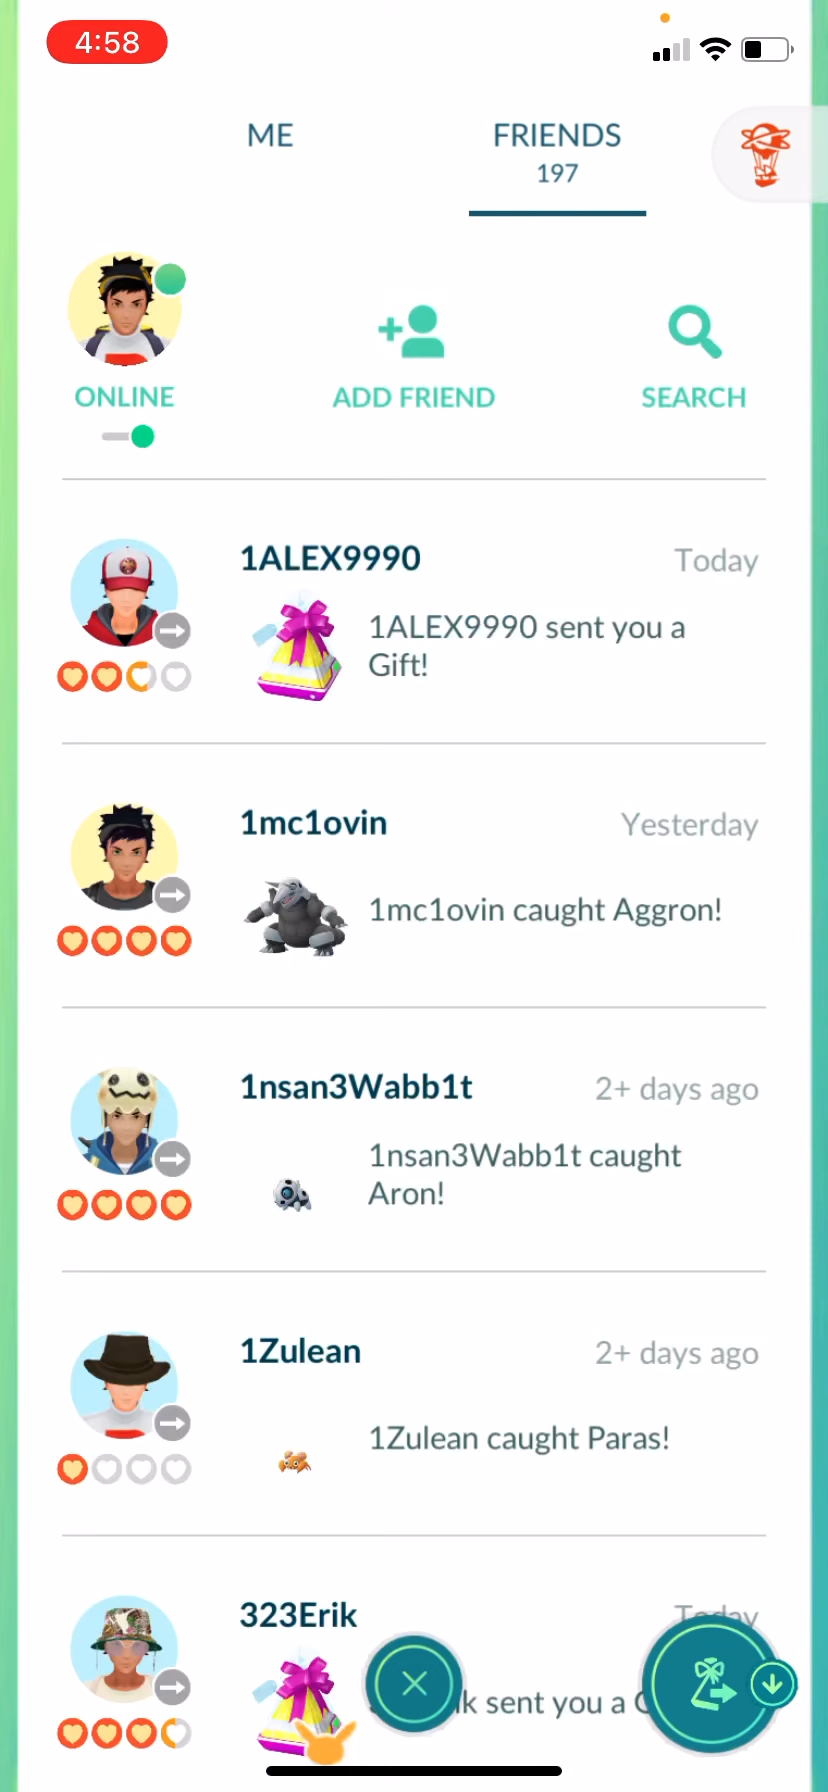 4:58
ME
FRIENDS
197
ONLINE
ADD FRIEND
SEARCH
1ALEX9990
Today
1ALEX9990 sent you a
Gift!
1mc1ovin
Yesterday
1mc1ovin caught Aggron!
1nsan3Wabb1t
2+ days ago
1nsan3Wabb1t caught
Aron!
1Zulean
2+ days ago
1Zulean caught Paras!
323Erik
Today
k sent you a